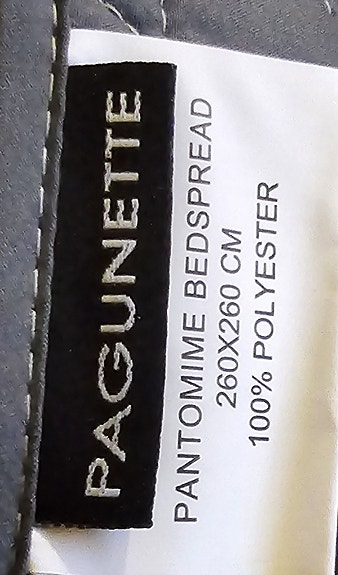 PAGUNETTE
PANTOMIME BEDSPREAD
260X260 CM
100% POLYESTER